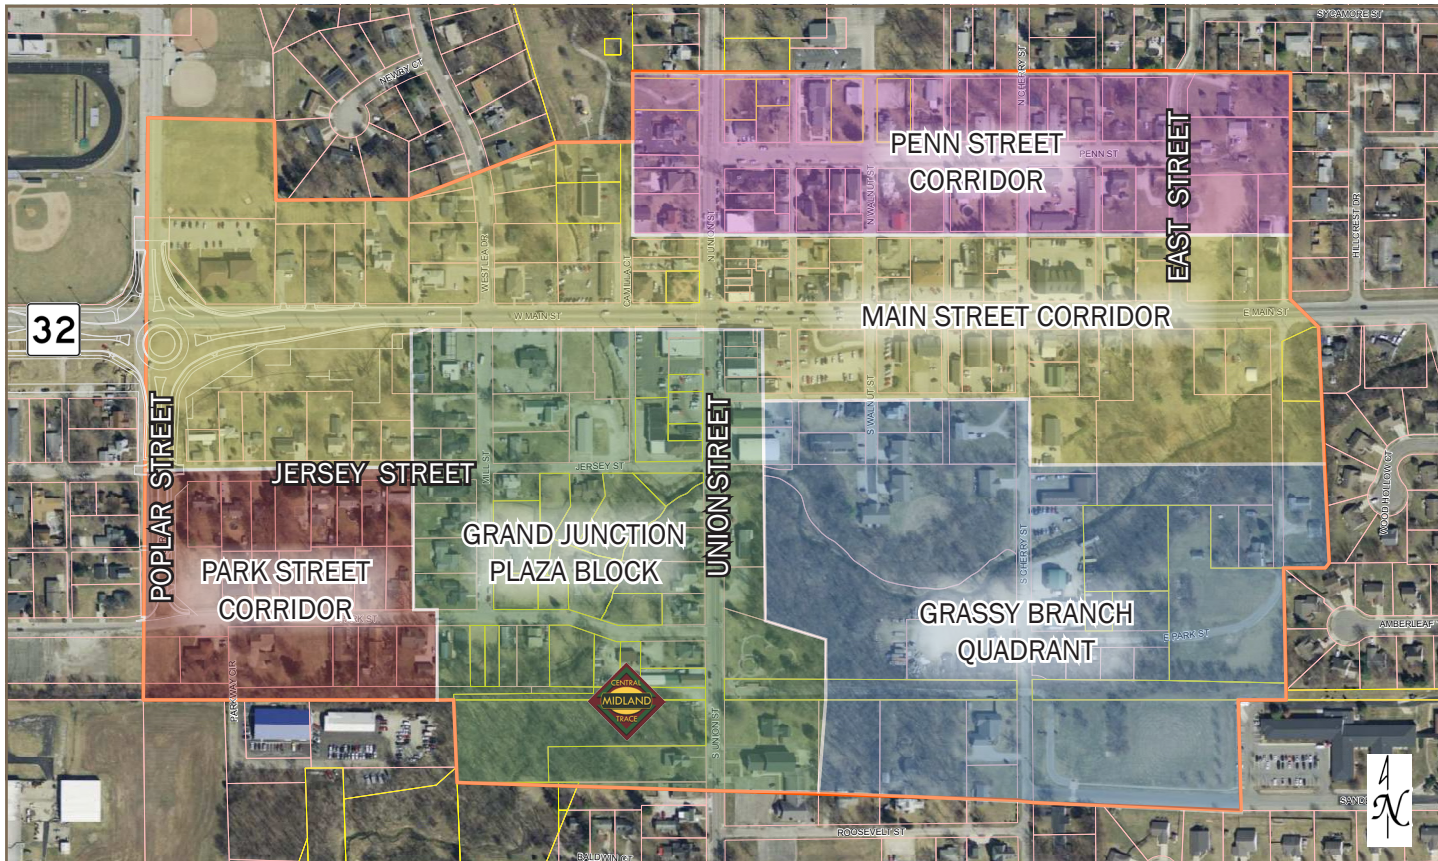 SYCAMORE ST
NEWBY CT
N CHERRY ST
PENN STREET
CORRIDOR
PENN ST
EAST STREET
N WALNUT ST
HILLCREST DR
N UNION ST
WESTLEA DR
CAMILLA CT
32
W MAIN ST
MAIN STREET CORRIDOR
E MAIN ST
S WALNUT ST
POPLAR STREET
JERSEY STREET
MILL ST
JERSEY ST
UNION STREET
WOOD HOLLOW CT
GRAND JUNCTION
PLAZA BLOCK
S CHERRY ST
PARK STREET
CORRIDOR
GRASSY BRANCH
QUADRANT
E PARK ST
AMBERLEAF
PARKWAY CIR
CENTRAL
MIDLAND
TRACE
S UNION ST
N
ROOSEVELT ST
BALDWIN CT